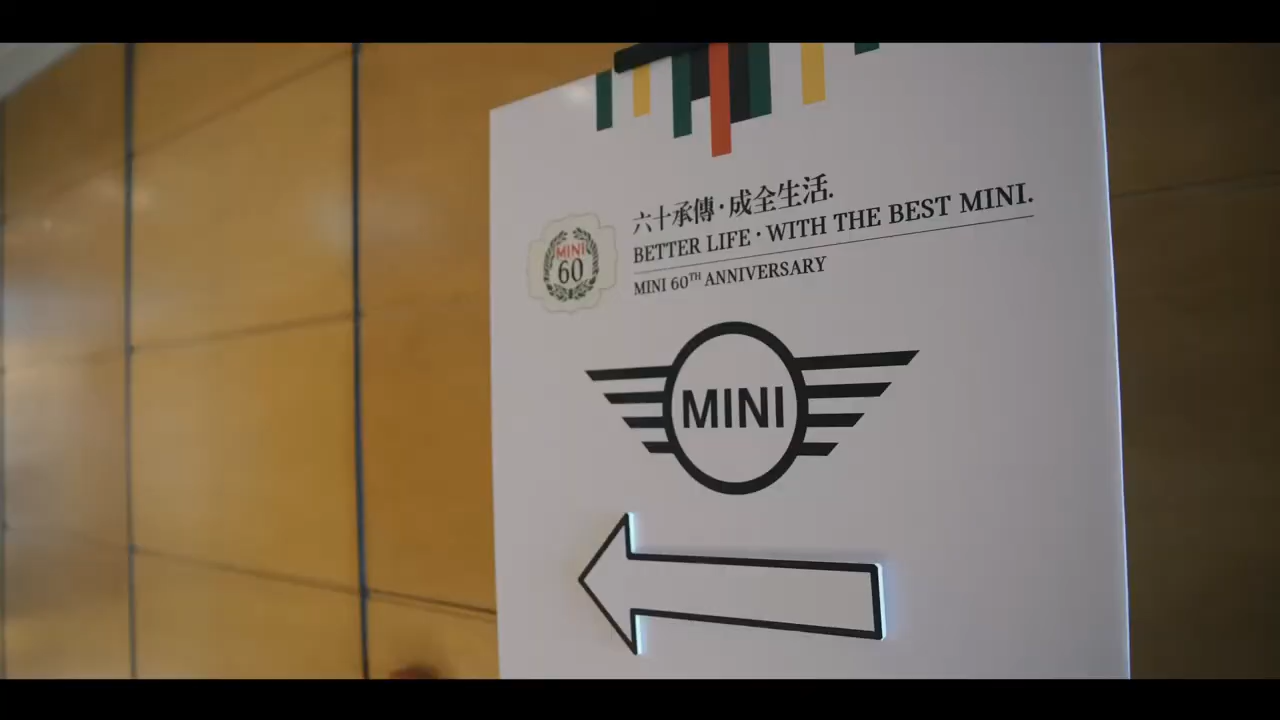 六十承傳·成全生活.
BETTER LIFE · WITH THE BEST MINI.
MINI 60TH ANNIVERSARY
MINI
60
MINI